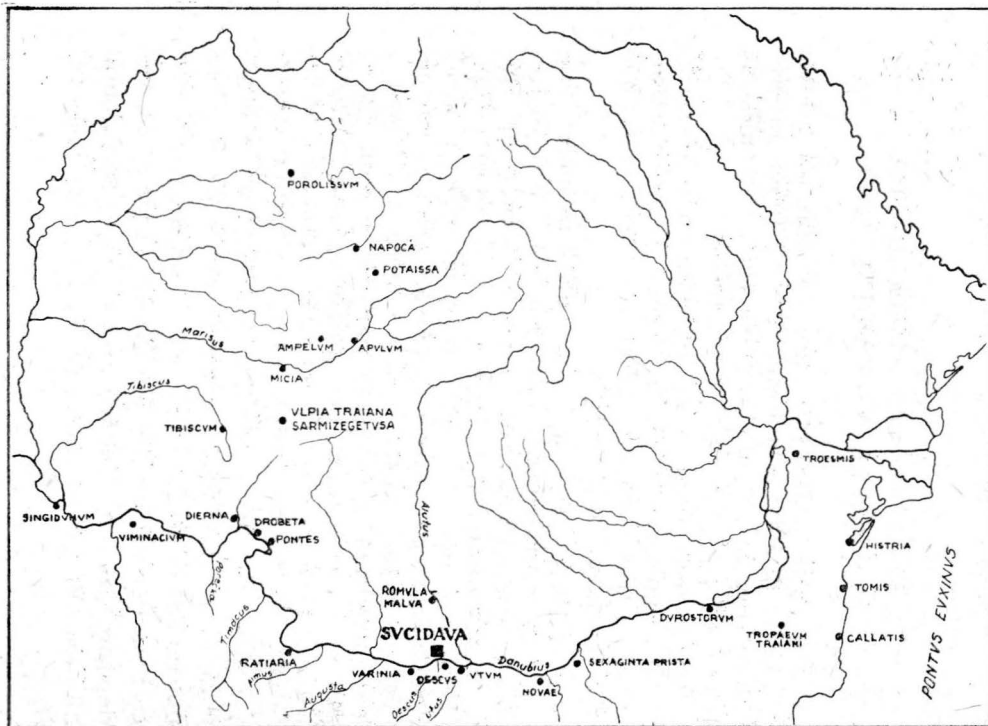 POROLISSVM
NAPOCA
POTAISSA
Marisus
AMPELVM
APVLVM
MICIA
Tibiscus
TIBISCVM
VLPIA TRAIANA
SARMIZEGETVSA
TROESMIS
SINGIDVNVM
VIMINACIVM
DIERNA
DROBETA
PONTES
Alutus
HISTRIA
TOMIS
ROMVLA
MALVA
Timacus
DVROSTORVM
TROPAEVM
TRAIANI
CALLATIS
PONTVS EVXINVS
SVCIDAVA
RATIARIA
VARINIA
OESCVS
VTVM
Danubius
SEXAGINTA PRISTA
NOVAE
Augusta
Oescus
Utus